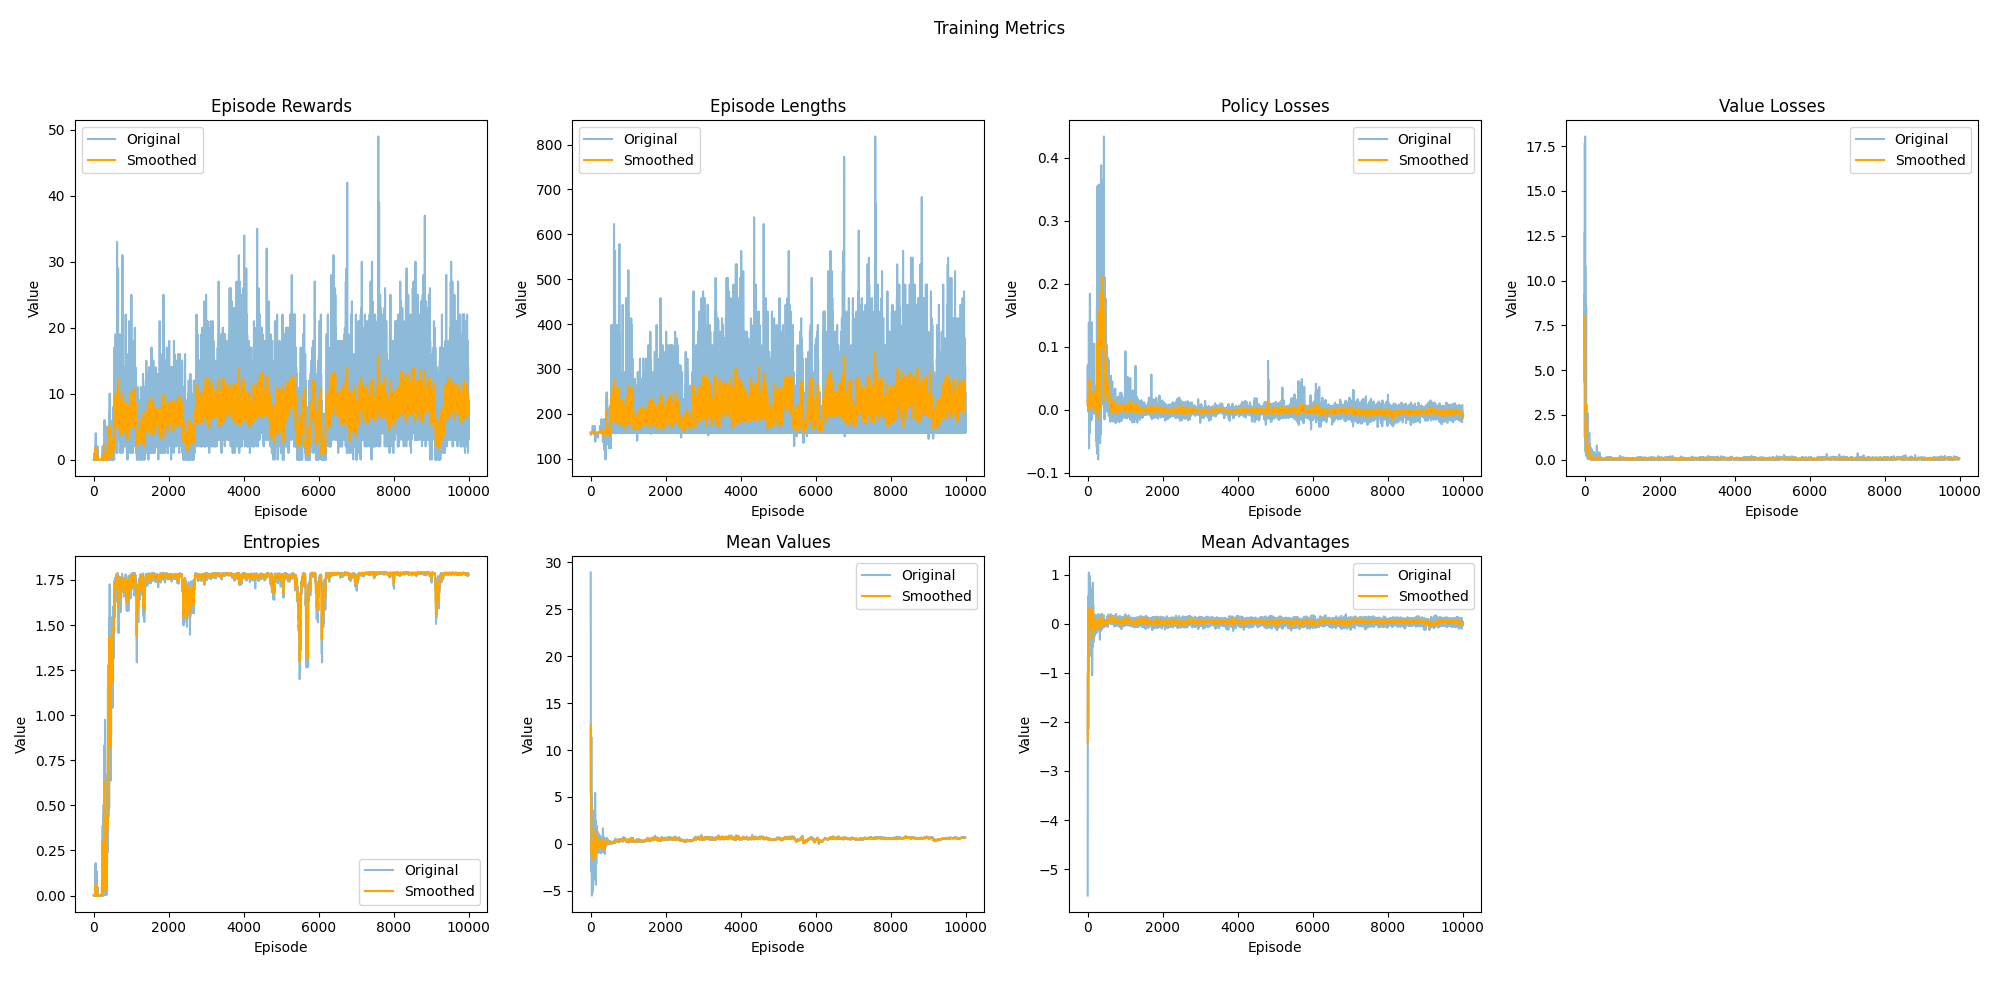 Training Metrics
Episode Rewards
Episode Lengths
Policy Losses
Value Losses
Original
Smoothed
50
40
30
20
10
0
Value
0 2000 4000 6000 8000 10000
Episode
Original
Smoothed
800
700
600
500
400
300
200
100
Value
0 2000 4000 6000 8000 10000
Episode
Original
Smoothed
0.4
0.3
0.2
0.1
0.0
−0.1
Value
0 2000 4000 6000 8000 10000
Episode
Original
Smoothed
17.5
15.0
12.5
10.0
7.5
5.0
2.5
0.0
Value
0 2000 4000 6000 8000 10000
Episode
Entropies
Mean Values
Mean Advantages
1.75
1.50
1.25
1.00
0.75
0.50
0.25
0.00
Value
Original
Smoothed
0 2000 4000 6000 8000 10000
Episode
Original
Smoothed
30
25
20
15
10
5
0
−5
Value
0 2000 4000 6000 8000 10000
Episode
Original
Smoothed
1
0
−1
−2
−3
−4
−5
Value
0 2000 4000 6000 8000 10000
Episode